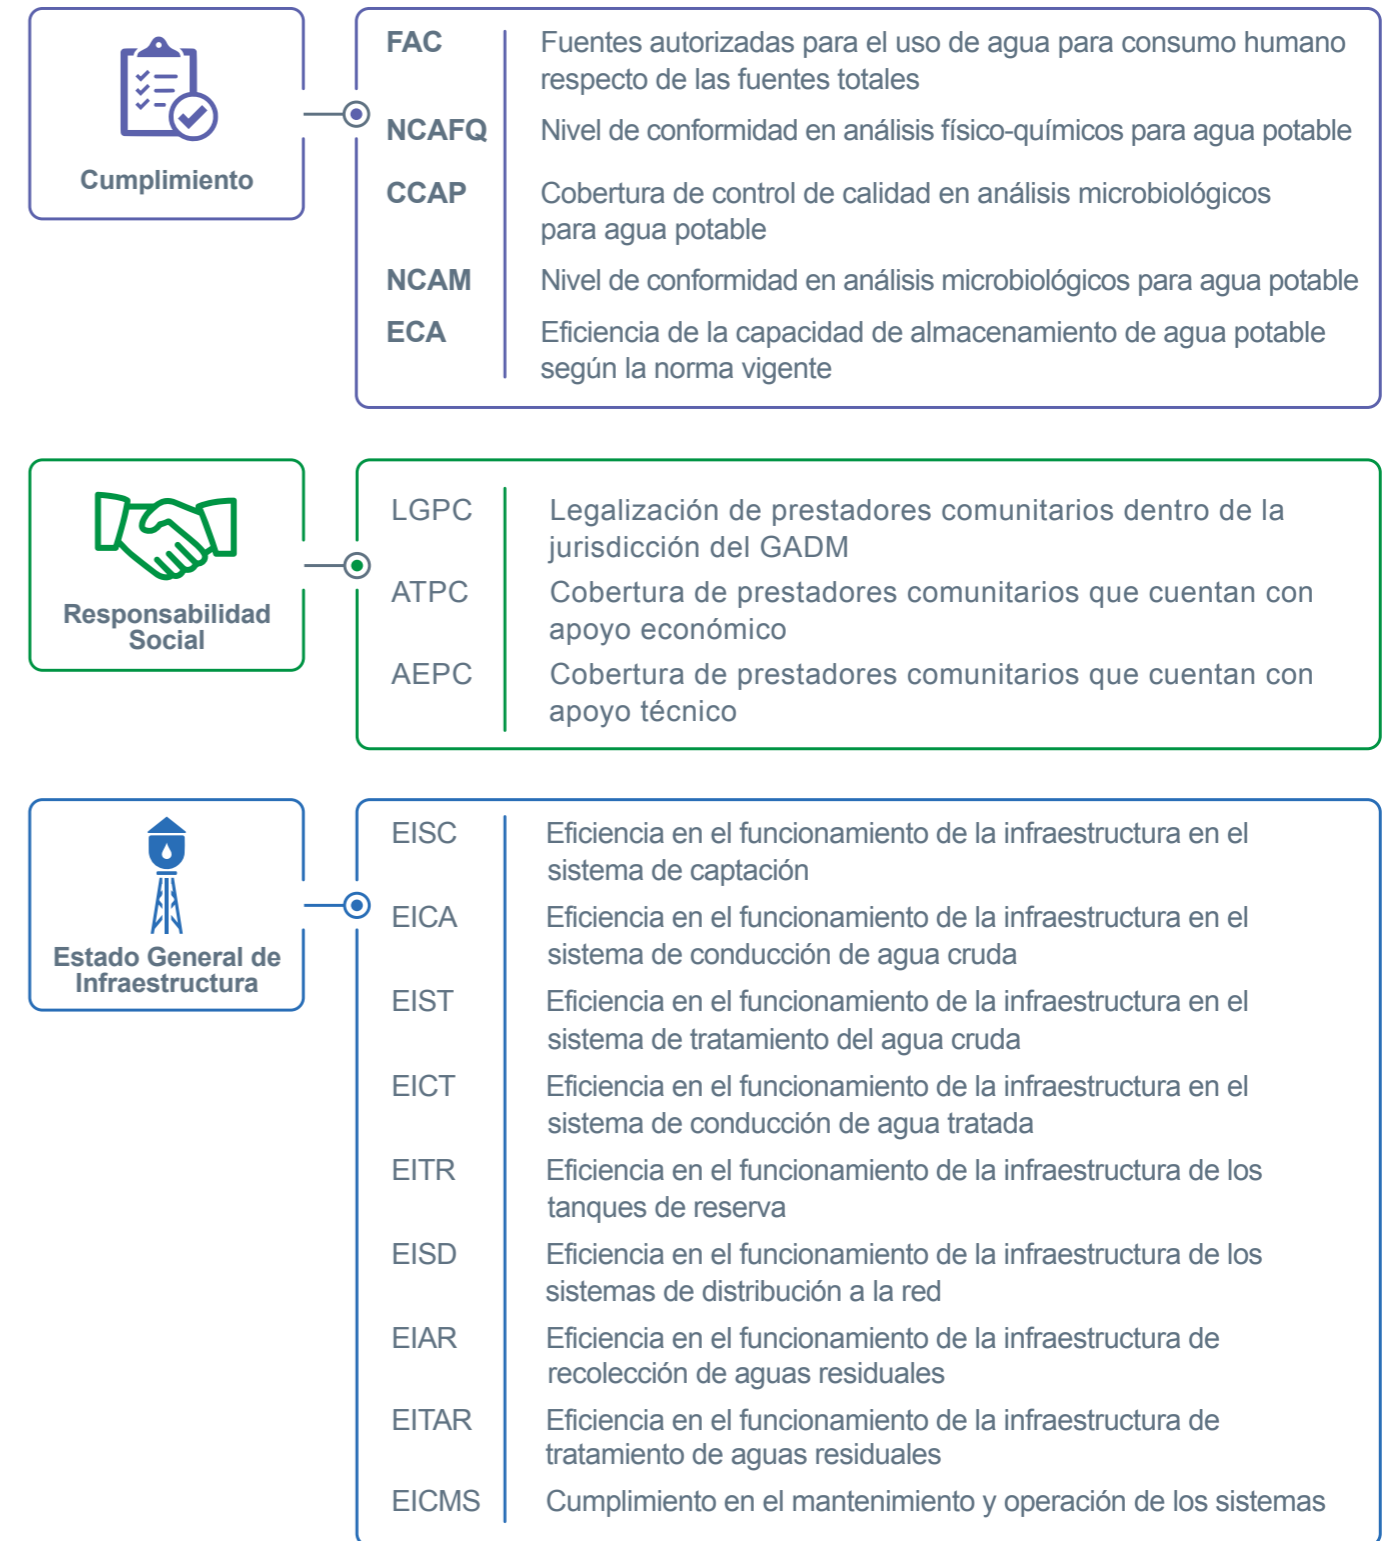 Cumplimiento
FAC Fuentes autorizadas para el uso de agua para consumo humano
respecto de las fuentes totales
NCAFQ Nivel de conformidad en análisis físico-químicos para agua potable
CCAP Cobertura de control de calidad en análisis microbiológicos
para agua potable
NCAM Nivel de conformidad en análisis microbiológicos para agua potable
ECA Eficiencia de la capacidad de almacenamiento de agua potable
según la norma vigente
Responsabilidad
Social
LGPC Legalización de prestadores comunitarios dentro de la
jurisdicción del GADM
ATPC Cobertura de prestadores comunitarios que cuentan con
apoyo económico
AEPC Cobertura de prestadores comunitarios que cuentan con
apoyo técnico
Estado General de
Infraestructura
EISC Eficiencia en el funcionamiento de la infraestructura en el
sistema de captación
EICA Eficiencia en el funcionamiento de la infraestructura en el
sistema de conducción de agua cruda
EIST Eficiencia en el funcionamiento de la infraestructura en el
sistema de tratamiento del agua cruda
EICT Eficiencia en el funcionamiento de la infraestructura en el
sistema de conducción de agua tratada
EITR Eficiencia en el funcionamiento de la infraestructura de los
tanques de reserva
EISD Eficiencia en el funcionamiento de la infraestructura de los
sistemas de distribución a la red
EIAR Eficiencia en el funcionamiento de la infraestructura de
recolección de aguas residuales
EITAR Eficiencia en el funcionamiento de la infraestructura de
tratamiento de aguas residuales
EICMS Cumplimiento en el mantenimiento y operación de los sistemas